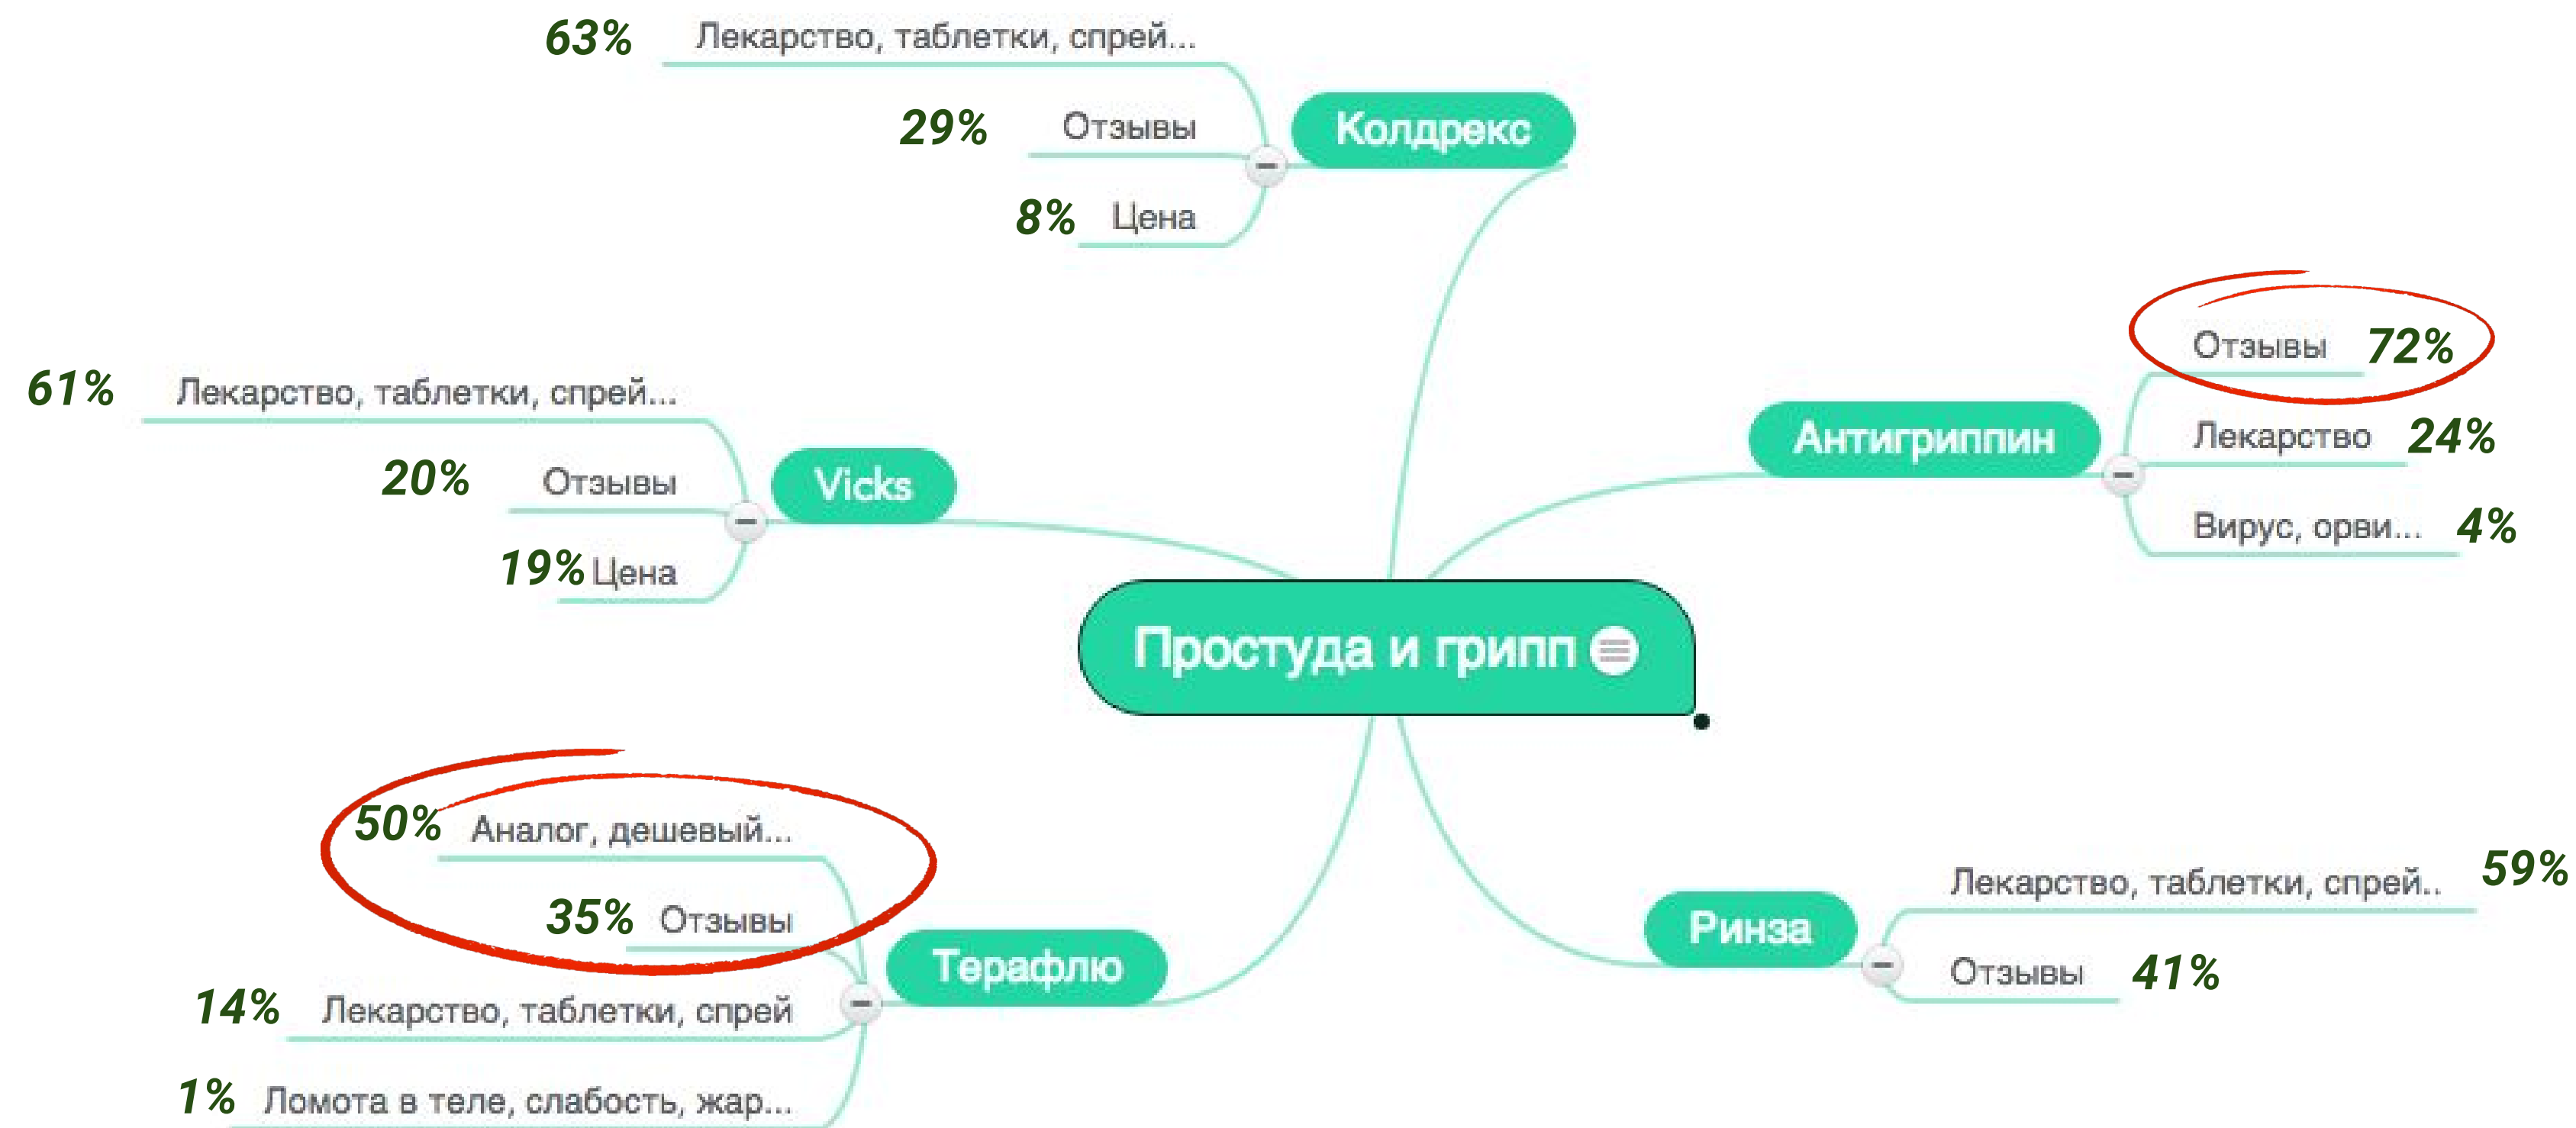 63% Лекарство, таблетки, спрей...
29% Отзывы
8% Цена
Колдрекс
61% Лекарство, таблетки, спрей...
20% Отзывы
19% Цена
Vicks
Отзывы 72%
Лекарство 24%
Вирус, орви... 4%
Антигриппин
Простуда и грипп
50% Аналог, дешевый...
35% Отзывы
14% Лекарство, таблетки, спрей
1% Ломота в теле, слабость, жар...
Терафлю
Ринза
Лекарство, таблетки, спрей.. 59%
Отзывы 41%